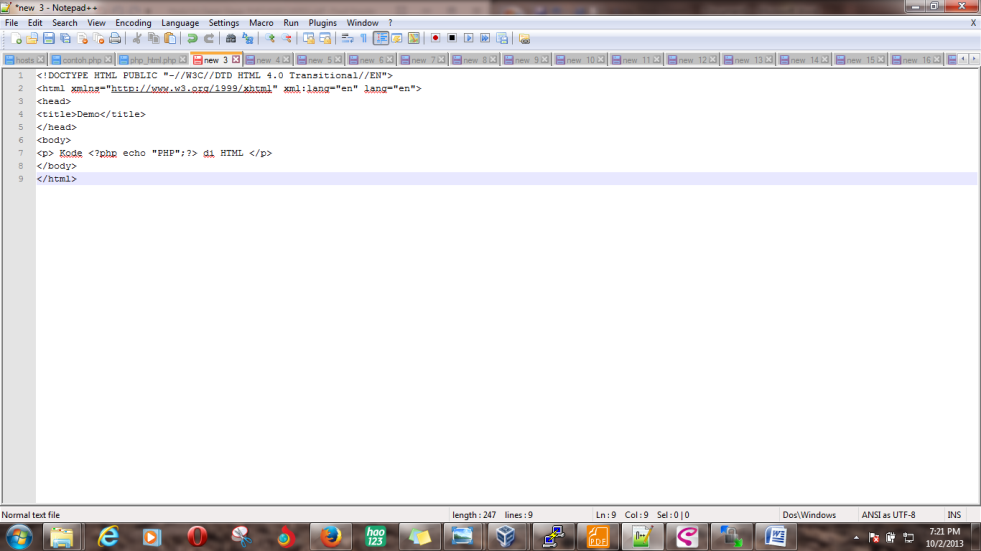 *new 3 - Notepad++
File Edit Search View Encoding Language Settings Macro Run Plugins Window ? X
hosts contoh.php php_html.php new 3 new 4 new 5 new 6 new 7 new 8 new 9 new 10 new 11 new 12 new 13 new 14 new 15 new 16
1 <!DOCTYPE HTML PUBLIC "-//W3C//DTD HTML 4.0 Transitional//EN">
2 <html xmlns="http://www.w3.org/1999/xhtml" xml:lang="en" lang="en">
3 <head>
4 <title>Demo</title>
5 </head>
6 <body>
7 <p> Kode <?php echo "PHP";?> di HTML </p>
8 </body>
9 </html>
Normal text file length : 247 lines : 9 Ln : 9 Col : 9 Sel : 0 | 0 Dos\Windows ANSI as UTF-8 INS
hao
123
PDF
7:21 PM
10/2/2013